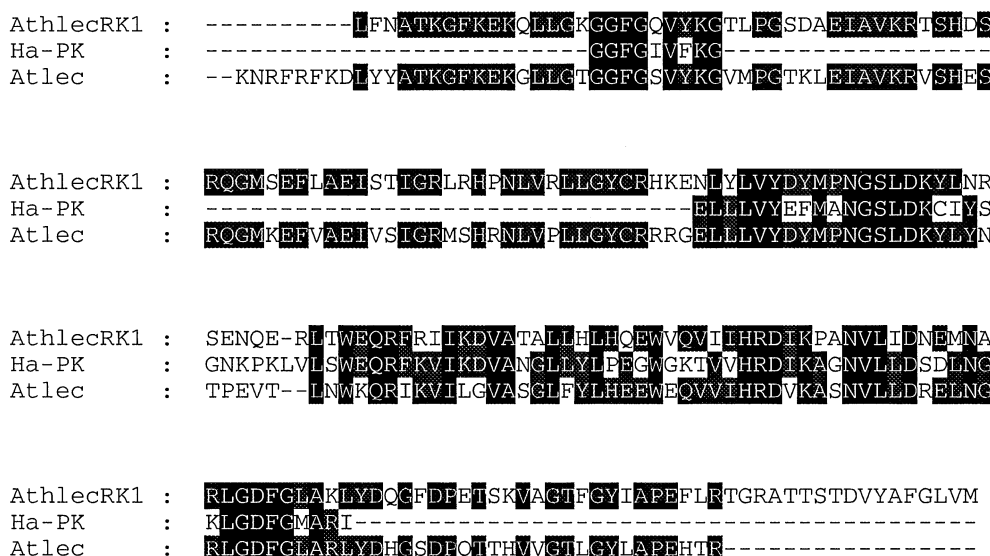 AthlecRK1 : ----------LFNATKGFKEKQLLGKGGFGQVYKGTLPGSDAEIAVKRTSHDS
Ha-PK : --------------------------GGFGIVFKG------------------
Atlec : --KNRFRFKDLYYATKGFKEKGLLGTGGFGSVYKGVMPGTKLEIAVKRVSHES
AthlecRK1 : RQGMSEFLAEISTIGRLRHPNLVRLLGYCRHKENLYLVYDYMPNGSLDKYLNR
Ha-PK : ---------------------------------ELLLVYEFMANGSLDKCIYS
Atlec : RQGMKEFVAEIVSIGRMSHRNLVPLLGYCRRRGELLLVYDYMPNGSLDKYLYN
AthlecRK1 : SENQE-RLTWEQRFRIIKDVATALLHLHQEWVQVIIHRDIKPANVLIDNEMNA
Ha-PK : GNKPKLVLSWEQRFKVIKDVANGLLYLPEGWGKTVVHRDIKAGNVLLDSDLNG
Atlec : TPEVT--LNWKQRIKVILGVASGLFYLHEEWEQVVIHRDVKASNVLLDRELNG
AthlecRK1 : RLGDFGLAKLYDQGFDPETSKVAGTFGYIAPEFLRTGRATTSTDVYAFGLVM
Ha-PK : KLGDFGMARI------------------------------------------
Atlec : RLGDFGLARLYDHGSDPQTTHVVGTLGYLAPEHTR-----------------